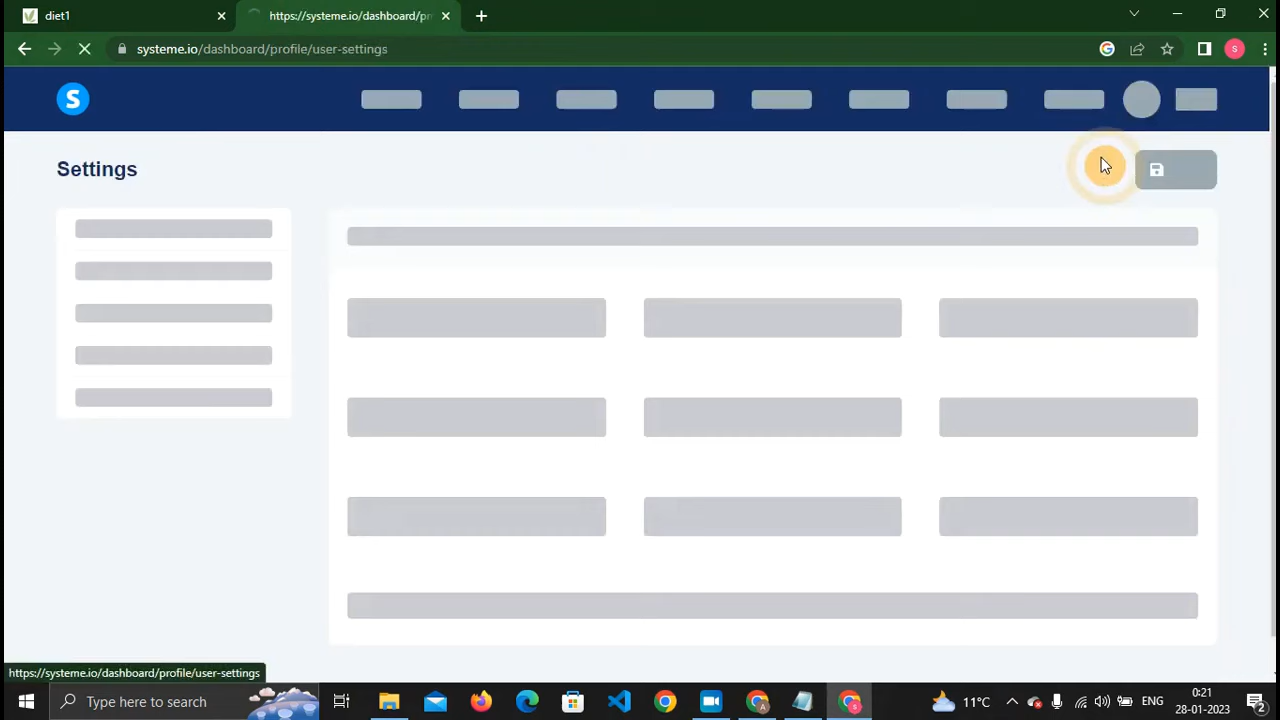 diet1
https://systeme.io/dashboard/pr
systeme.io/dashboard/profile/user-settings
S
S
Settings
https://systeme.io/dashboard/profile/user-settings
Type here to search
A
S
11°C
ENG
0:21
28-01-2023
2